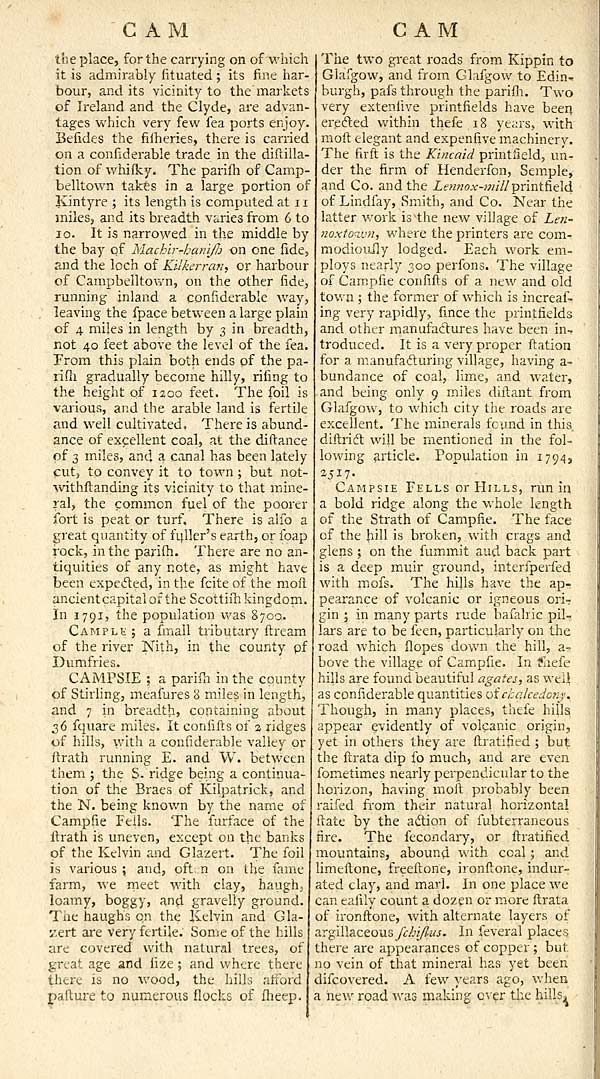 CAM
the place, for the carrying on of which
it is admirably ſituated; its fine har-
bour, and its vicinity to the markets
of Ireland and the Clyde, are advan-
tages which very few ſea ports enjoy.
Beſides the fiſheries, there is carried
on a conſiderable trade in the diſtilla-
tion of whiſky. The pariſh of Camp-
belltown takes in a large portion of
Kintyre; its length is computed at 11
miles, and its breadth varies from 6 to
10. It is narrowed in the middle by
the bay of Machir-haniſh on one ſide,
and the loch of Kilkerran, or harbour
of Campbelltown, on the other ſide,
running inland a conſiderable way,
leaving the ſpace between a large plain
of 4 miles in length by 3 in breadth,
not 40 feet above the level of the ſea.
From this plain both ends of the pa-
riſh gradually become hilly, riſing to
the height of 1200 feet. The ſoil is
various, and the arable land is fertile
and well cultivated. There is abund-
ance of excellent coal, at the diſtance
of 3 miles, and a canal has been lately
cut, to convey it to town; but not-
withſtanding its vicinity to that mine-
ral, the common fuel of the poorer
ſort is peat or turf. There is alſo a
great quantity of fuller's earth, or ſoap
rock, in the pariſh. There are no an-
tiquities of any note, as might have
been expected, in the ſcite of the moſt
ancient capital of the Scottiſh kingdom.
In 1791, the population was 8700.
CAMPLE; a ſmall tributary ſtream
of the river Nith, in the county of
Dumfries.
CAMPSIE; a pariſh in the county
of Stirling, meaſures 8 miles in length,
and 7 in breadth, containing about
36 ſquare miles. It conſiſts of 2 ridges
of hills, with a conſiderable valley or
ſtrath running E. and W. between
them; the S. ridge being a continua-
tion of the Braes of Kilpatrick, and
the N. being known by the name of
Campſie Fells. The ſurface of the
ſtrath is uneven, except on the banks
of the Kelvin and Glazert. The ſoil
is various; and, often on the ſame
farm, we meet with clay, haugh,
loamy, boggy, and gravelly ground.
The haughs on the Kelvin and Gla-
zert are very fertile. Some of the hills
are covered with natural trees, of
great age and ſize; and where there
there is no wood, the hills afford
paſture to numerous flocks of ſheep.
CAM
The two great roads from Kippin to
Glaſgow, and from Glaſgow to Edin-
burgh, paſs through the pariſh. Two
very extenſive printfields have been
erected within theſe 18 years, with
moſt elegant and expenſive machinery.
The firſt is the Kincaid printfield, un-
der the firm of Henderſon, Semple,
and Co. and the Lennox-mill printfield
of Lindſay, Smith, and Co. Near the
latter work is the new village of Len-
noxtown, where the printers are com-
modiouſly lodged. Each work em-
ploys nearly 300 perſons. The village
of Campſie conſiſts of a new and old
town; the former of which is increaſ-
ing very rapidly, ſince the printfields
and other manufactures have been in-
troduced. It is a very proper ſtation
for a manufacturing village, having a-
bundance of coal, lime, and water,
and being only 9 miles diſtant from
Glaſgow, to which city the roads are
excellent. The minerals found in this
diſtrict will be mentioned in the fol-
lowing article. Population in 1794,
2517.
CAMPSIE FELLS or HILLS, run in
a bold ridge along the whole length
of the Strath of Campſie. The face
of the hill is broken, with crags and
glens; on the ſummit aud back part
is a deep muir ground, interſperſed
with moſs. The hills have the ap-
pearance of volcanic or igneous ori-
gin; in many parts rude baſaltic pil-
lars are to be ſeen, particularly on the
road which ſlopes down the hill, a-
bove the village of Campſie. In theſe
hills are found beautiful agates, as well
as conſiderable quantities of chalcedony.
Though, in many places, theſe hills
appear evidently of volcanic origin,
yet in others they are ſtratified; but
the ſtrata dip ſo much, and are even
ſometimes nearly perpendicular to the
horizon, having moſt probably been
raiſed from their natural horizontal
ſtate by the action of ſubterraneous
fire. The ſecondary, or ſtratified
mountains, abound with coal; and
limeſtone, freeſtone, ironſtone, indur-
ated clay, and marl. In one place we
can eaſily count a dozen or more ſtrata
of ironſtone, with alternate layers of
argillaceous ſchiſtus. In ſeveral places
there are appearances of copper; but
no vein of that mineral has yet been
diſcovered. A few years ago, when
a new road was making over the hills,